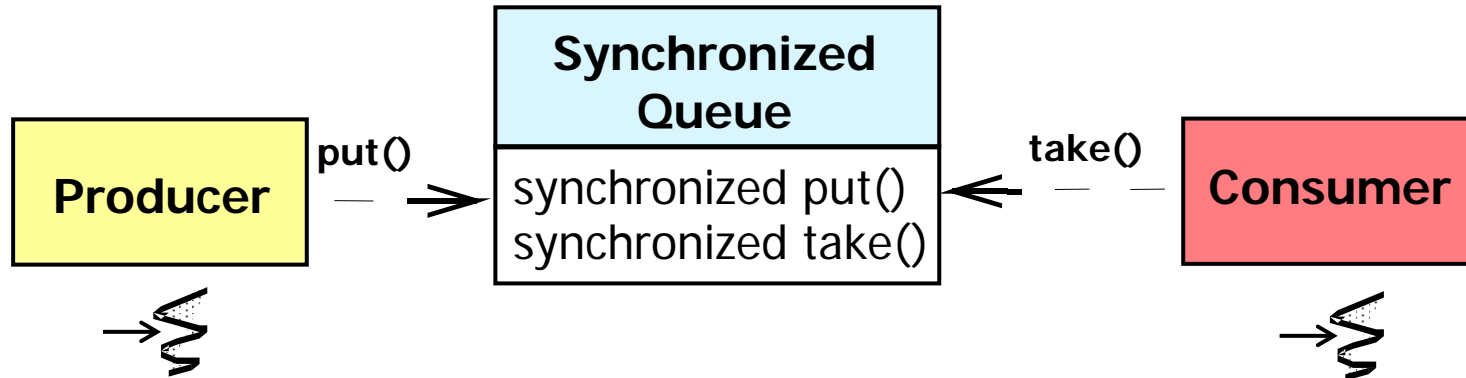 Synchronized
Queue
Producer
put()
synchronized put()
synchronized take()
take()
Consumer